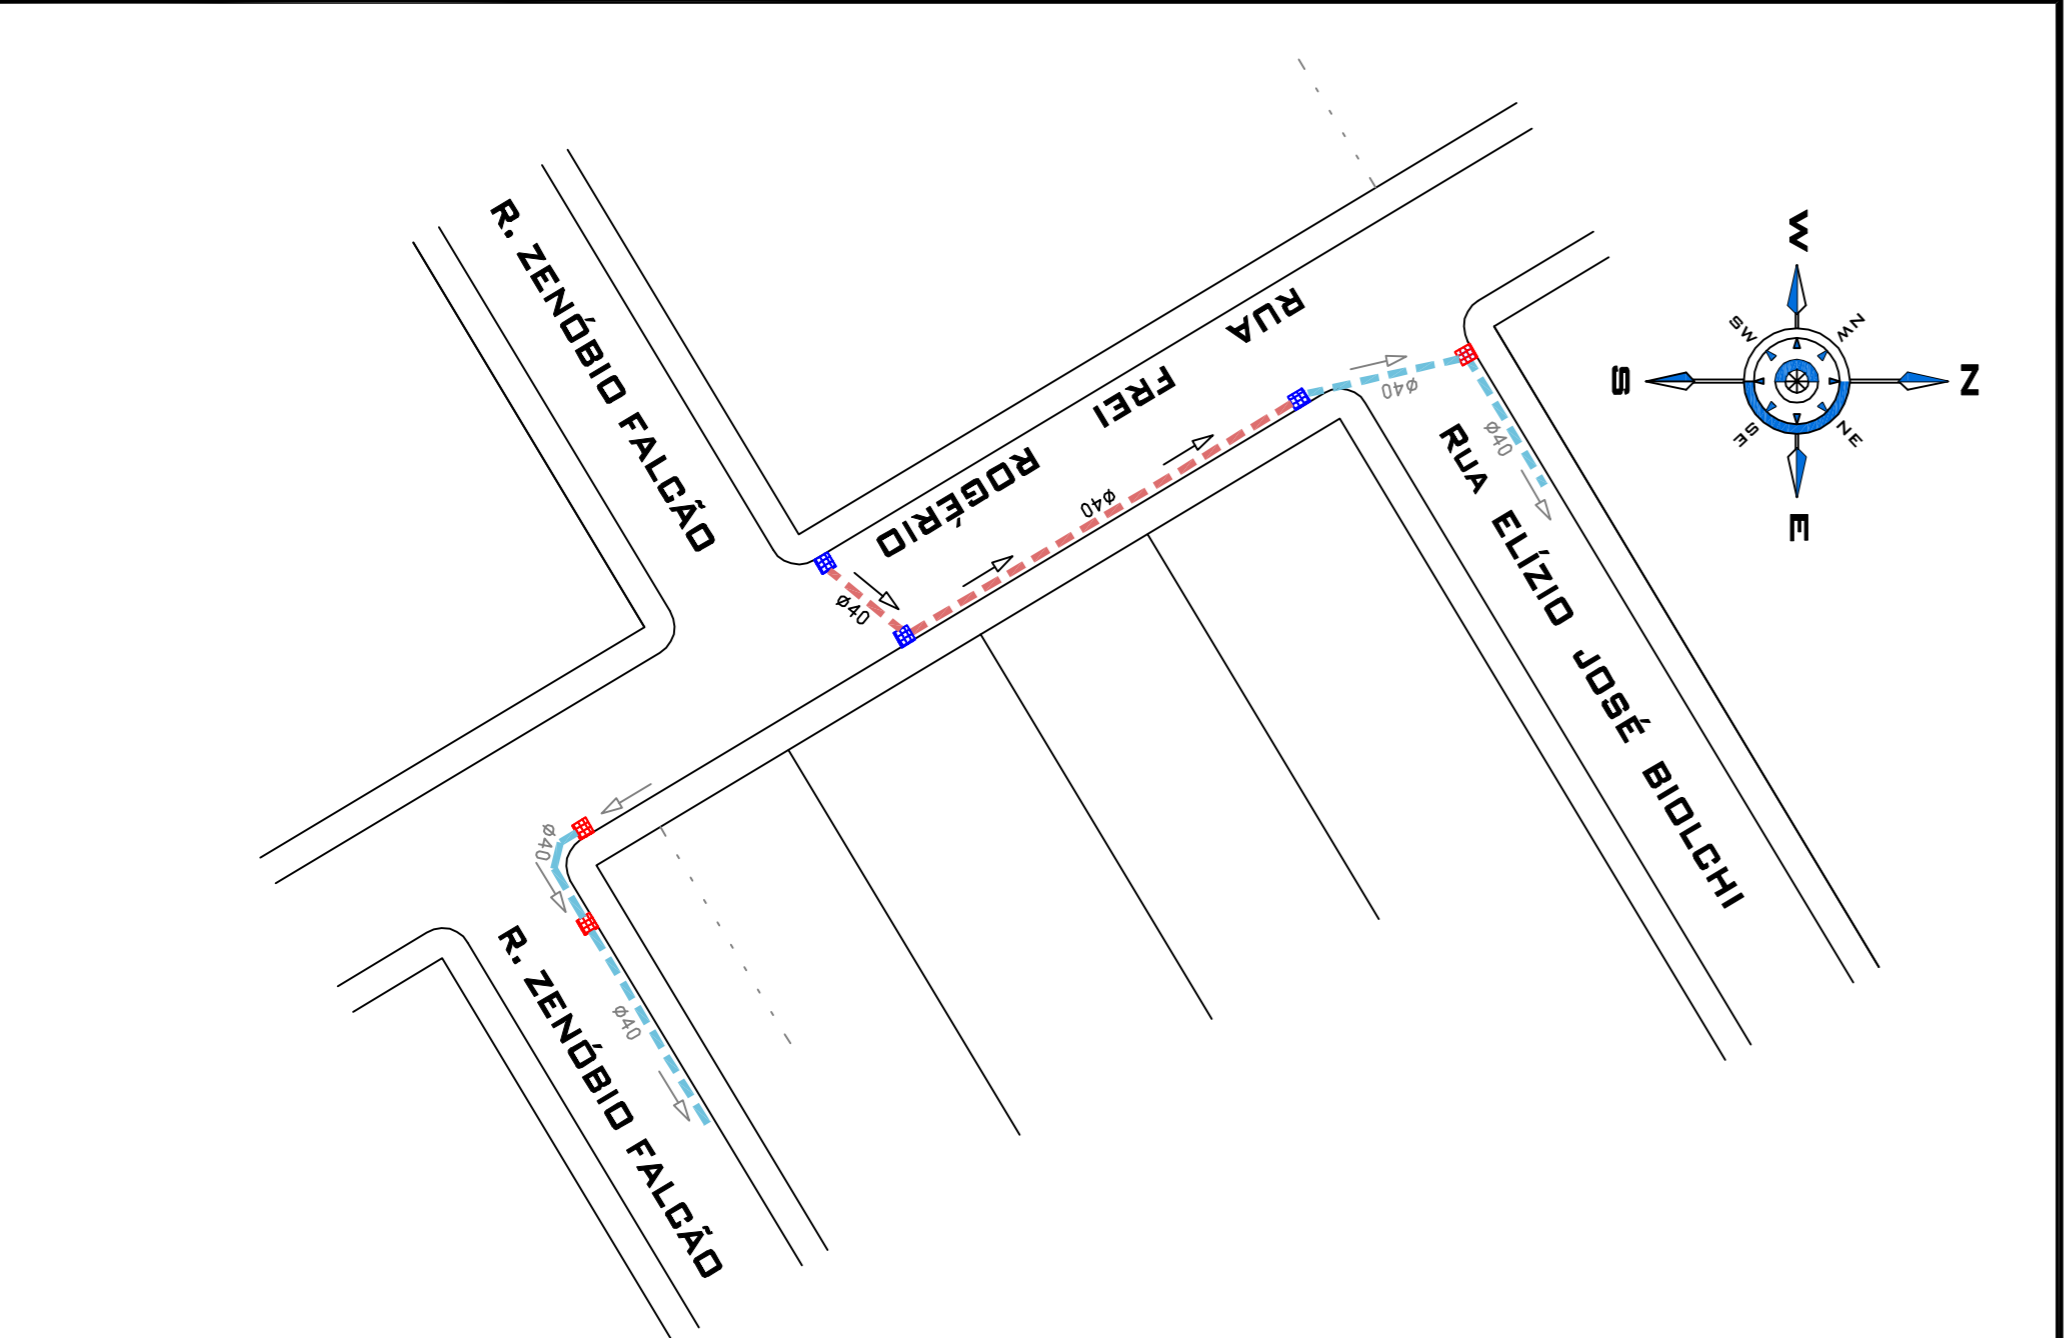 R. ZENÓBIO FALCÃO
RUA FREI ROGÉRIO
RUA ELÍZIO JOSÉ BIOLCHI
R. ZENÓBIO FALCÃO
ø40
ø40
ø40
ø40
ø40
ø40
W
SW
NW
S
N
SE
NE
E